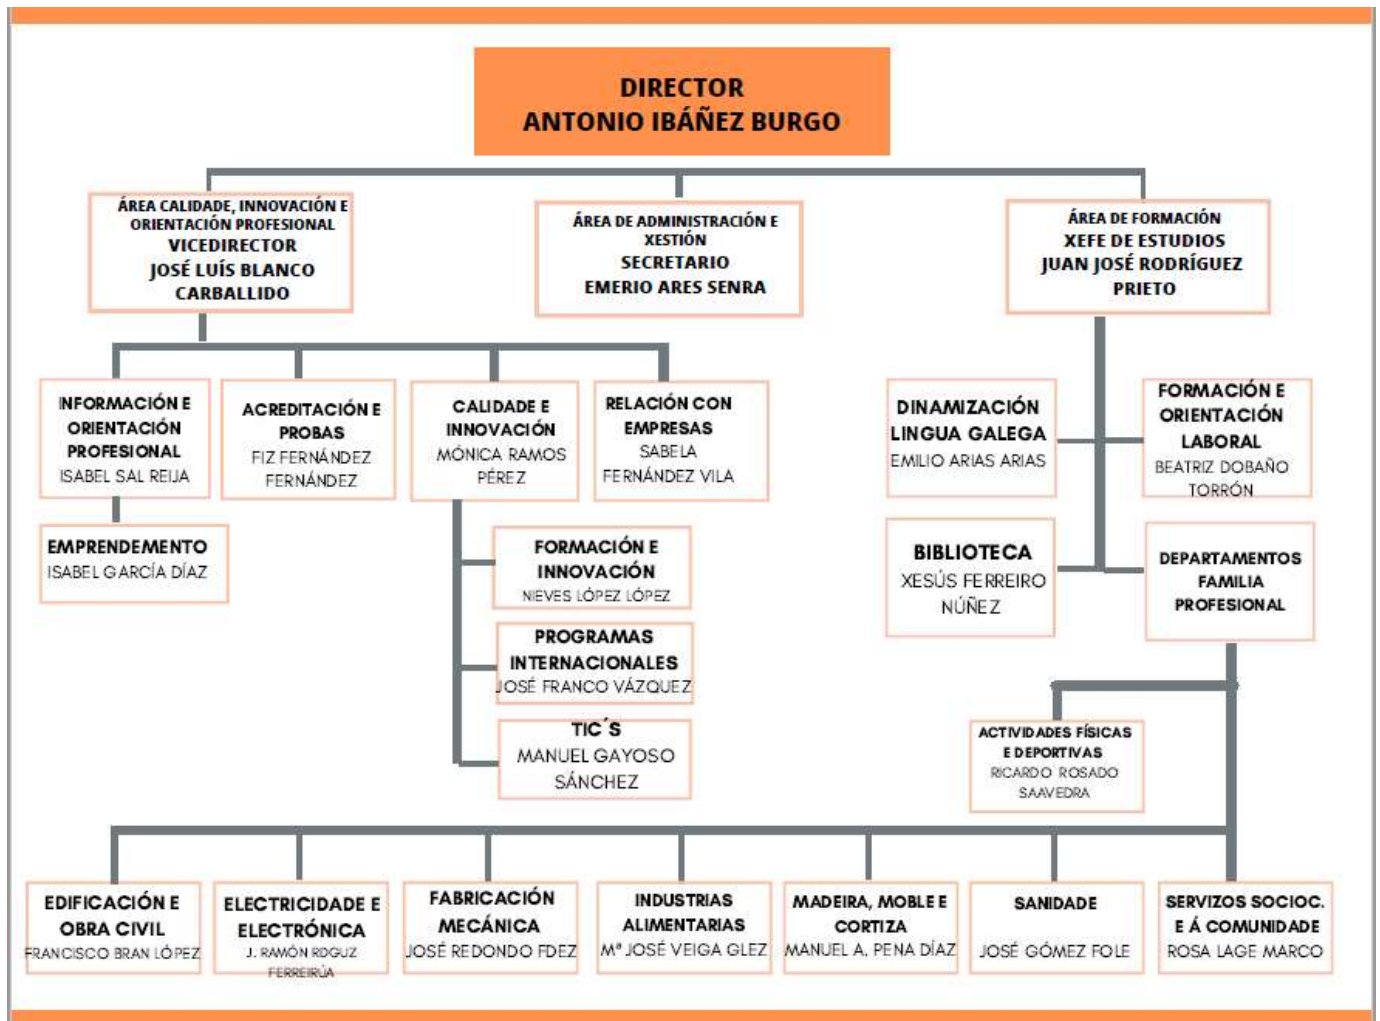 DIRECTOR
ANTONIO IBÁÑEZ BURGO
ÁREA CALIDADE, INNOVACIÓN E
ORIENTACIÓN PROFESIONAL
VICEDIRECTOR
JOSÉ LUÍS BLANCO
CARBALLIDO
ÁREA DE ADMINISTRACIÓN E
XESTIÓN
SECRETARIO
EMERIO ARES SENRA
ÁREA DE FORMACIÓN
XEFE DE ESTUDIOS
JUAN JOSÉ RODRÍGUEZ
PRIETO
INFORMACIÓN E
ORIENTACIÓN
PROFESIONAL
ISABEL SAL REIJA
ACREDITACIÓN E
PROBAS
FIZ FERNÁNDEZ
FERNÁNDEZ
CALIDADE E
INNOVACIÓN
MÓNICA RAMOS
PÉREZ
RELACIÓN CON
EMPRESAS
SABELA
FERNÁNDEZ VILA
DINAMIZACIÓN
LINGUA GALEGA
EMILIO ARIAS ARIAS
FORMACIÓN E
ORIENTACIÓN
LABORAL
BEATRIZ DOBAÑO
TORRÓN
EMPRENDEMENTO
ISABEL GARCÍA DÍAZ
FORMACIÓN E
INNOVACIÓN
NIEVES LÓPEZ LÓPEZ
BIBLIOTECA
XESÚS FERREIRO
NÚÑEZ
DEPARTAMENTOS
FAMILIA
PROFESIONAL
PROGRAMAS
INTERNACIONALES
JOSÉ FRANCO VÁZQUEZ
TIC´S
MANUEL GAYOSO
SÁNCHEZ
ACTIVIDADES FÍSICAS
E DEPORTIVAS
RICARDO ROSADO
SAAVEDRA
EDIFICACIÓN E
OBRA CIVIL
FRANCISCO BRAN LÓPEZ
ELECTRICIDADE E
ELECTRÓNICA
J. RAMÓN ROGUZ
FERREIRÚA
FABRICACIÓN
MECÁNICA
JOSÉ REDONDO FDEZ
INDUSTRIAS
ALIMENTARIAS
Mª JOSÉ VEIGA GLEZ
MADEIRA, MOBLE E
CORTIZA
MANUEL A. PENA DÍAZ
SANIDADE
JOSÉ GÓMEZ FOLE
SERVIZOS SOCIOC.
E Á COMUNIDADE
ROSA LAGE MARCO